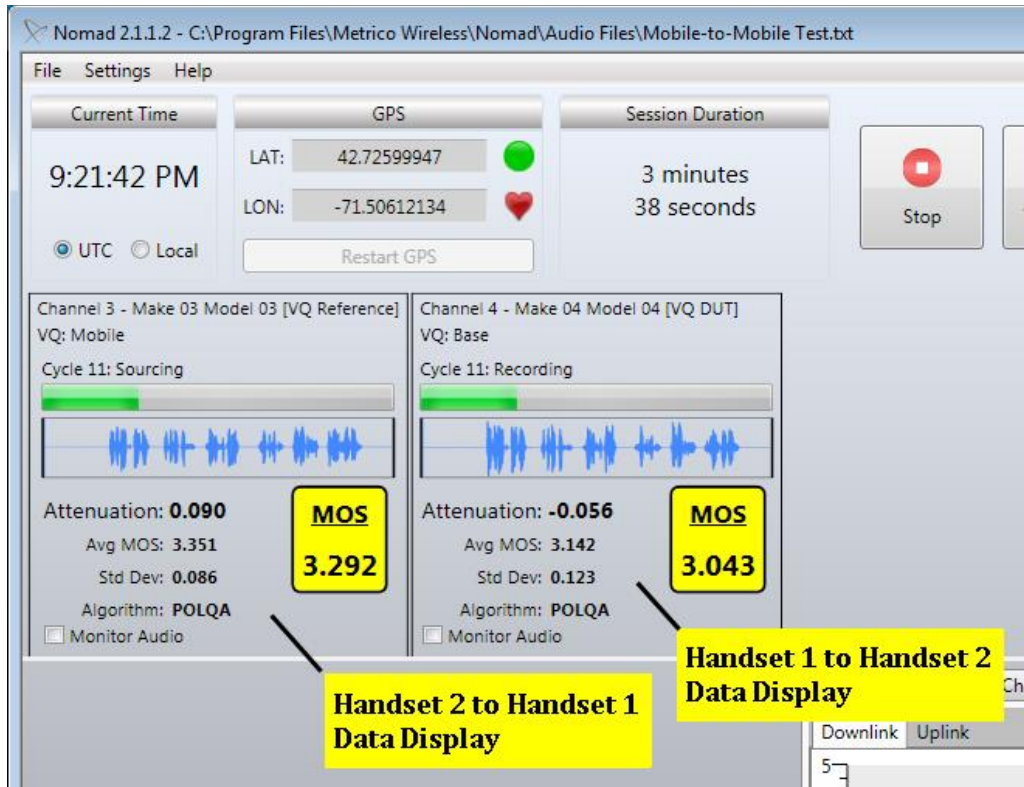 Nomad 2.1.1.2 - C:\Program Files\Metrico Wireless\Nomad\Audio Files\Mobile-to-Mobile Test.txt
File Settings Help
Current Time
9:21:42 PM
UTC Local
GPS
LAT: 42.72599947
LON: -71.50612134
Restart GPS
Session Duration
3 minutes
38 seconds
Stop
Channel 3 - Make 03 Model 03 [VQ Reference]
VQ: Mobile
Cycle 11: Sourcing
Attenuation: 0.090
Avg MOS: 3.351
Std Dev: 0.086
Algorithm: POLQA
Monitor Audio
MOS
3.292
Channel 4 - Make 04 Model 04 [VQ DUT]
VQ: Base
Cycle 11: Recording
Attenuation: -0.056
Avg MOS: 3.142
Std Dev: 0.123
Algorithm: POLQA
Monitor Audio
MOS
3.043
Handset 2 to Handset 1
Data Display
Handset 1 to Handset 2
Data Display
Ch
Downlink Uplink
5